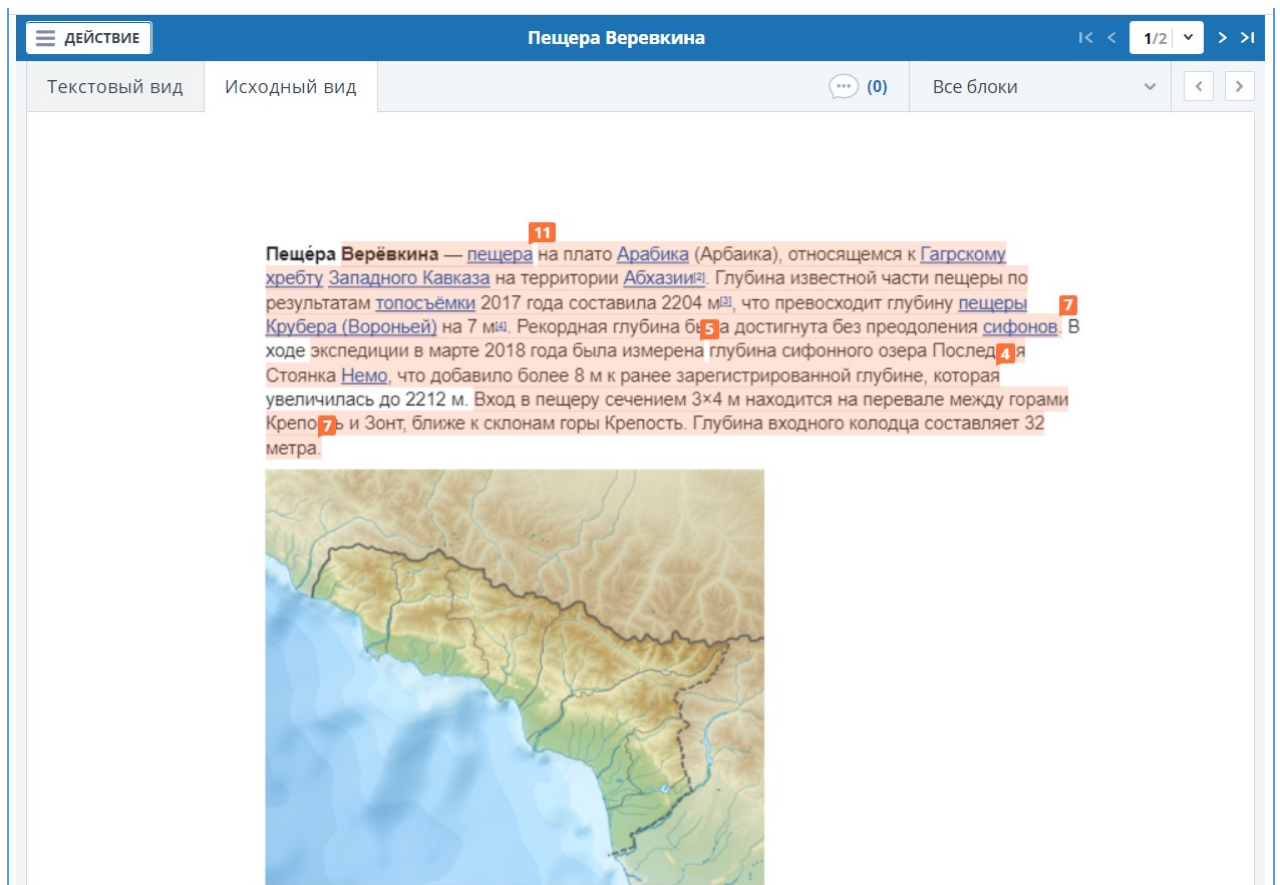 ДЕЙСТВИЕ
Пещера Веревкина
1/2
Текстовый вид
Исходный вид
(0)
Все блоки
11
Пеще́ра Верёвкина — пещера на плато Арабика (Арбаика), относящемся к Гагрскому
хребту Западного Кавказа на территории Абхазии[2]. Глубина известной части пещеры по
результатам топосъёмки 2017 года составила 2204 м[3], что превосходит глубину пещеры 7
Крубера (Вороньей) на 7 м[4]. Рекордная глубина 5 достигнута без преодоления сифонов. В
ходе экспедиции в марте 2018 года была измерена глубина сифонного озера 4
Стоянка Немо, что добавило более 8 м к ранее зарегистрированной глубине, которая
увеличилась до 2212 м. Вход в пещеру сечением 3×4 м находится на перевале между горами
7 и Зонт, ближе к склонам горы Крепость. Глубина входного колодца составляет 32
метра.